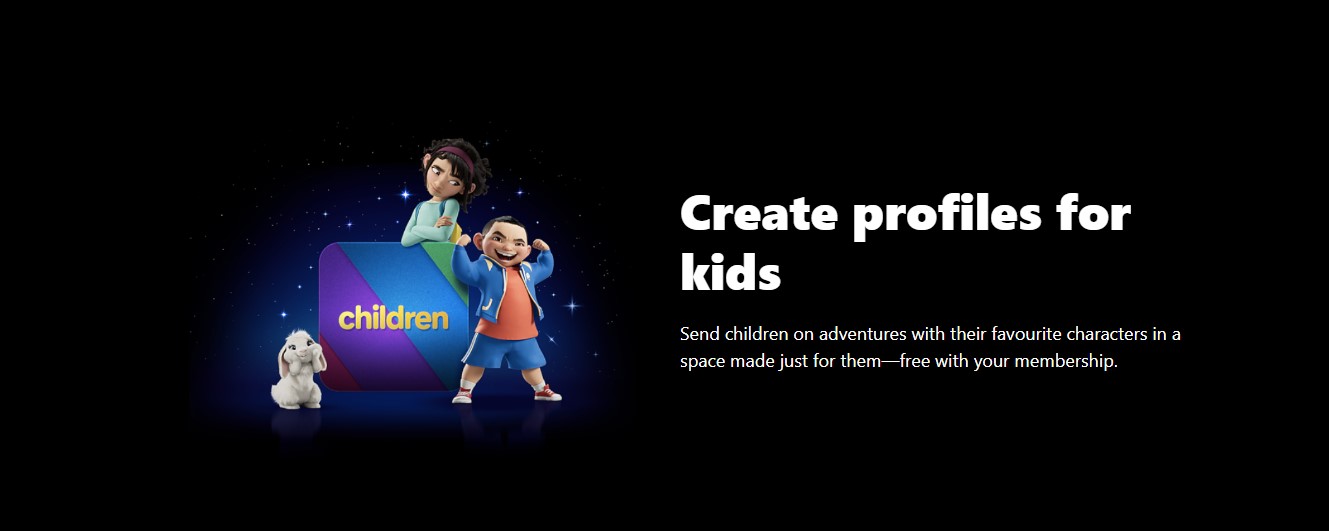 children
Create profiles for
kids
Send children on adventures with their favourite characters in a
space made just for them—free with your membership.